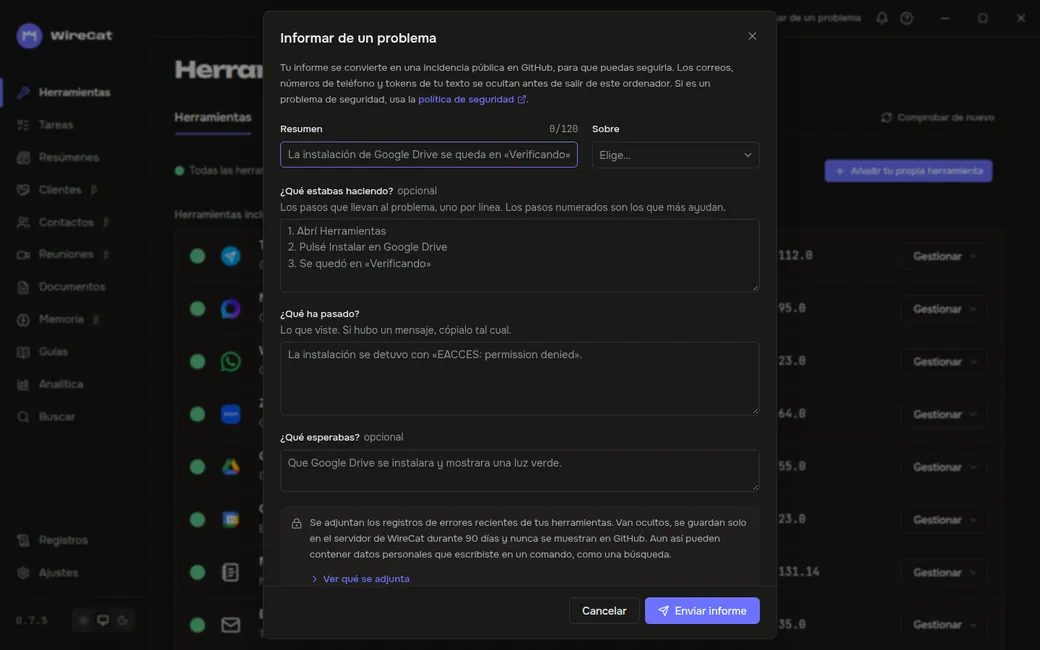 WireCat
Herramientas
Tareas
Resúmenes
Clientes β
Contactos β
Reuniones β
Documentos
Memoria β
Guías
Analítica
Buscar
Registros
Ajustes
0.7.5
ar de un problema
Herramientas
Comprobar de nuevo
Añadir tu propia herramienta
Informar de un problema
Tu informe se convierte en una incidencia pública en GitHub, para que puedas seguirla. Los correos,
números de teléfono y tokens de tu texto se ocultan antes de salir de este ordenador. Si es un
problema de seguridad, usa la política de seguridad.
Resumen 0/120 Sobre
La instalación de Google Drive se queda en «Verificando» Elige...
¿Qué estabas haciendo? opcional
Los pasos que llevan al problema, uno por línea. Los pasos numerados son los que más ayudan.
1. Abrí Herramientas
2. Pulsé Instalar en Google Drive
3. Se quedó en «Verificando»
¿Qué ha pasado?
Lo que viste. Si hubo un mensaje, cópialo tal cual.
La instalación se detuvo con «EACCES: permission denied».
¿Qué esperabas? opcional
Que Google Drive se instalara y mostrara una luz verde.
Se adjuntan los registros de errores recientes de tus herramientas. Van ocultos, se guardan solo
en el servidor de WireCat durante 90 días y nunca se muestran en GitHub. Aun así pueden
contener datos personales que escribiste en un comando, como una búsqueda.
Ver qué se adjunta
Cancelar
Enviar informe
112.0 Gestionar
95.0 Gestionar
23.0 Gestionar
64.0 Gestionar
55.0 Gestionar
23.0 Gestionar
131.14 Gestionar
35.0 Gestionar